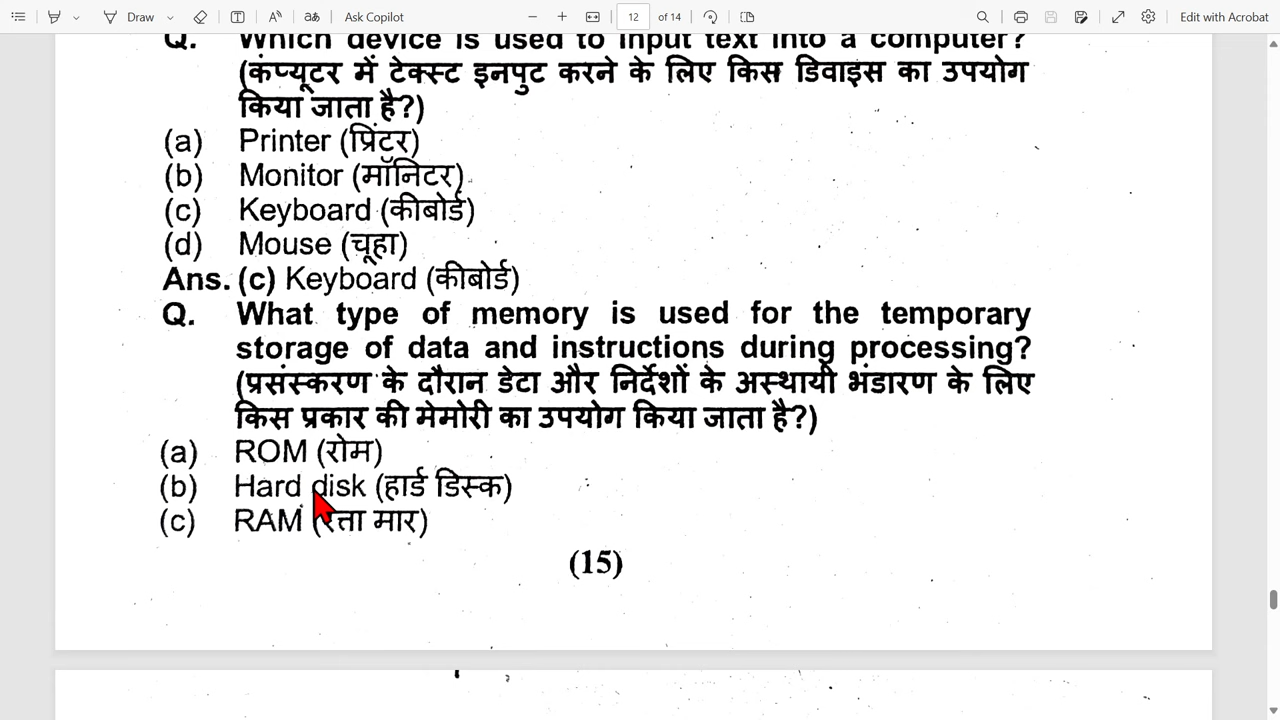 Draw
Ask Copilot
12 of 14
Edit with Acrobat
Q. Which device is used to input text into a computer?
(कंप्यूटर में टेक्स्ट इनपुट करने के लिए किस डिवाइस का उपयोग
किया जाता है?)
(a) Printer (प्रिंटर)
(b) Monitor (मॉनिटर)
(c) Keyboard (कीबोर्ड)
(d) Mouse (चूहा)
Ans. (c) Keyboard (कीबोर्ड)
Q. What type of memory is used for the temporary
storage of data and instructions during processing?
(प्रसंस्करण के दौरान डेटा और निर्देशों के अस्थायी भंडारण के लिए
किस प्रकार की मेमोरी का उपयोग किया जाता है?)
(a) ROM (रोम)
(b) Hard disk (हार्ड डिस्क)
(c) RAM (रत्ता मार)
(15)